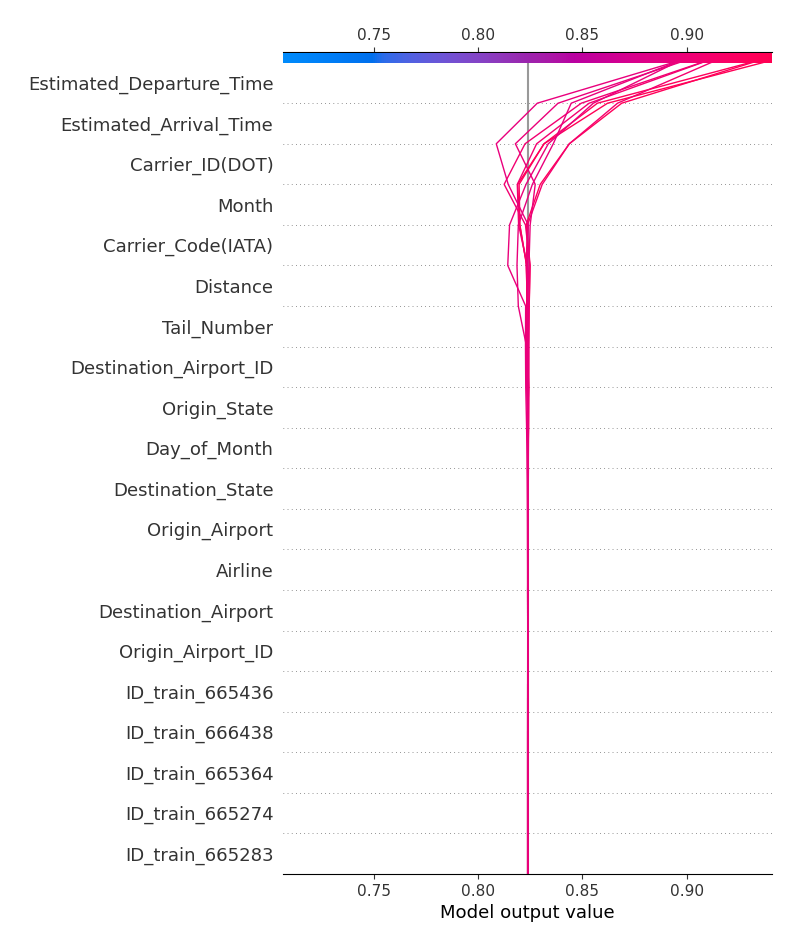 0.75 0.80 0.85 0.90
Estimated_Departure_Time
Estimated_Arrival_Time
Carrier_ID(DOT)
Month
Carrier_Code(IATA)
Distance
Tail_Number
Destination_Airport_ID
Origin_State
Day_of_Month
Destination_State
Origin_Airport
Airline
Destination_Airport
Origin_Airport_ID
ID_train_665436
ID_train_666438
ID_train_665364
ID_train_665274
ID_train_665283
0.75 0.80 0.85 0.90
Model output value